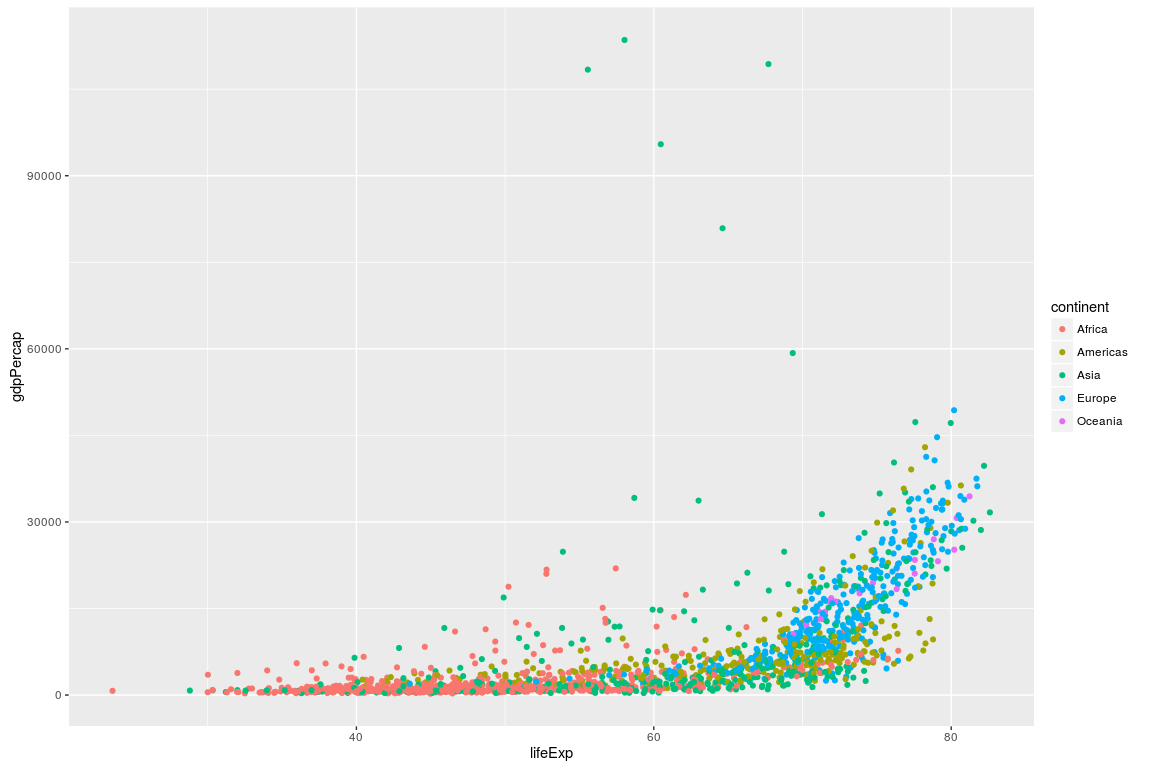 90000
60000
30000
0
gdpPercap
40
60
80
lifeExp
continent
Africa
Americas
Asia
Europe
Oceania